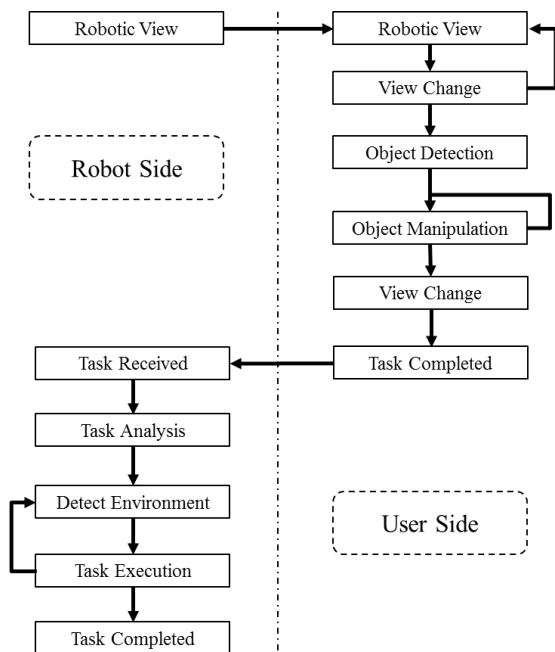 Robotic View
Robotic View
View Change
Object Detection
Robot Side
Object Manipulation
View Change
Task Received
Task Completed
Task Analysis
Detect Environment
User Side
Task Execution
Task Completed